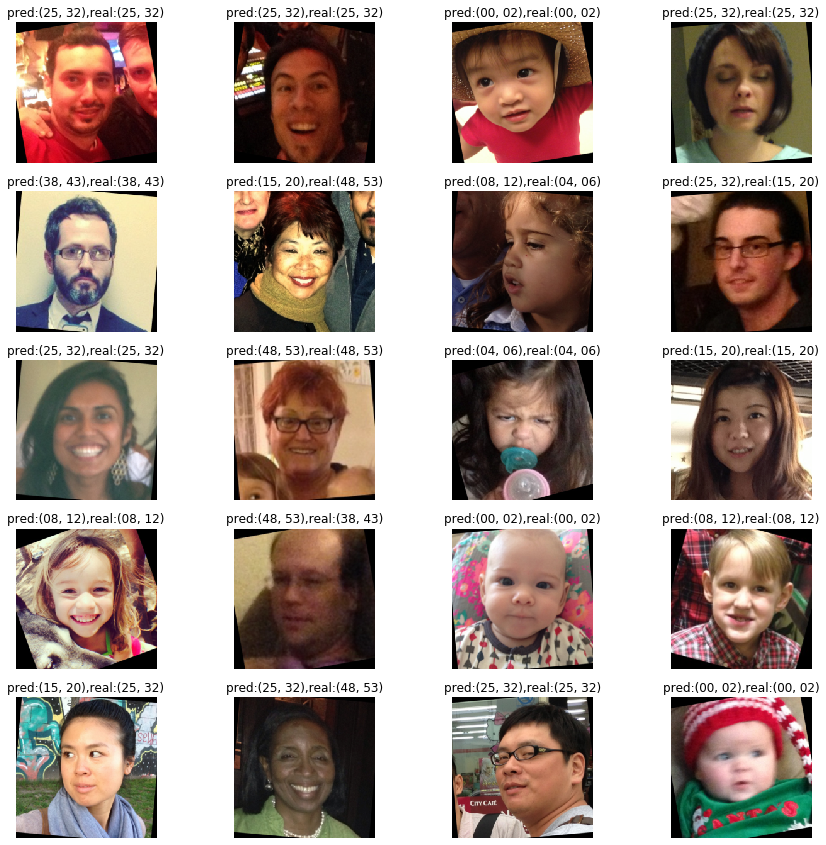 pred:(25, 32),real:(25, 32)
pred:(25, 32),real:(25, 32)
pred:(00, 02),real:(00, 02)
pred:(25, 32),real:(25, 32)
pred:(38, 43),real:(38, 43)
pred:(15, 20),real:(48, 53)
pred:(08, 12),real:(04, 06)
pred:(25, 32),real:(15, 20)
pred:(25, 32),real:(25, 32)
pred:(48, 53),real:(48, 53)
pred:(04, 06),real:(04, 06)
pred:(15, 20),real:(15, 20)
pred:(08, 12),real:(08, 12)
pred:(48, 53),real:(38, 43)
pred:(00, 02),real:(00, 02)
pred:(08, 12),real:(08, 12)
pred:(15, 20),real:(25, 32)
pred:(25, 32),real:(48, 53)
pred:(25, 32),real:(25, 32)
pred:(00, 02),real:(00, 02)
CITY CAFE